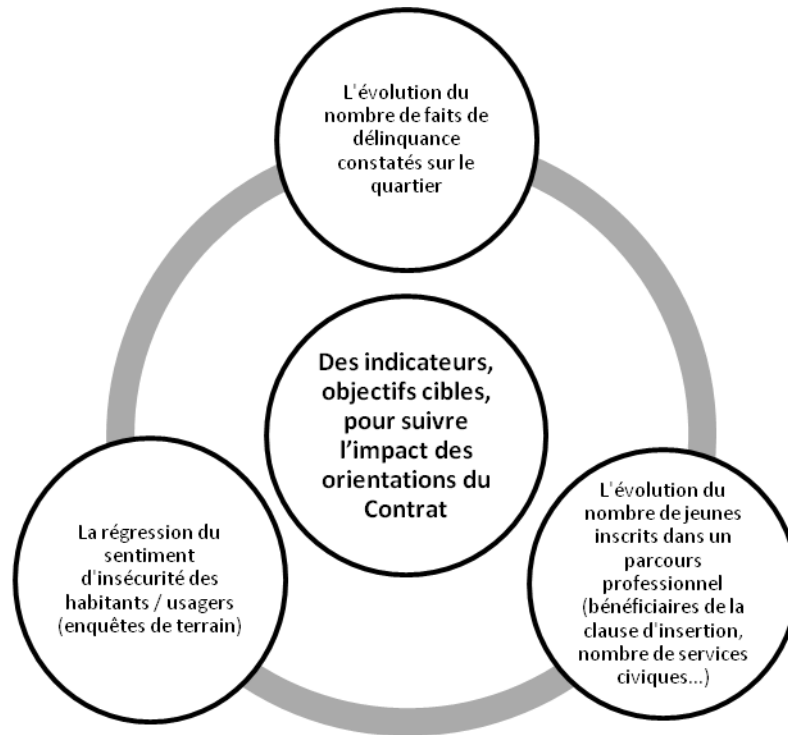 L'évolution du
nombre de faits de
délinquance
constatés sur le
quartier
Des indicateurs,
objectifs cibles,
pour suivre
l’impact des
orientations du
Contrat
La régression du
sentiment
d'insécurité des
habitants / usagers
(enquêtes de terrain)
L'évolution du
nombre de jeunes
inscrits dans un
parcours
professionnel
(bénéficiaires de la
clause d'insertion,
nombre de services
civiques...)